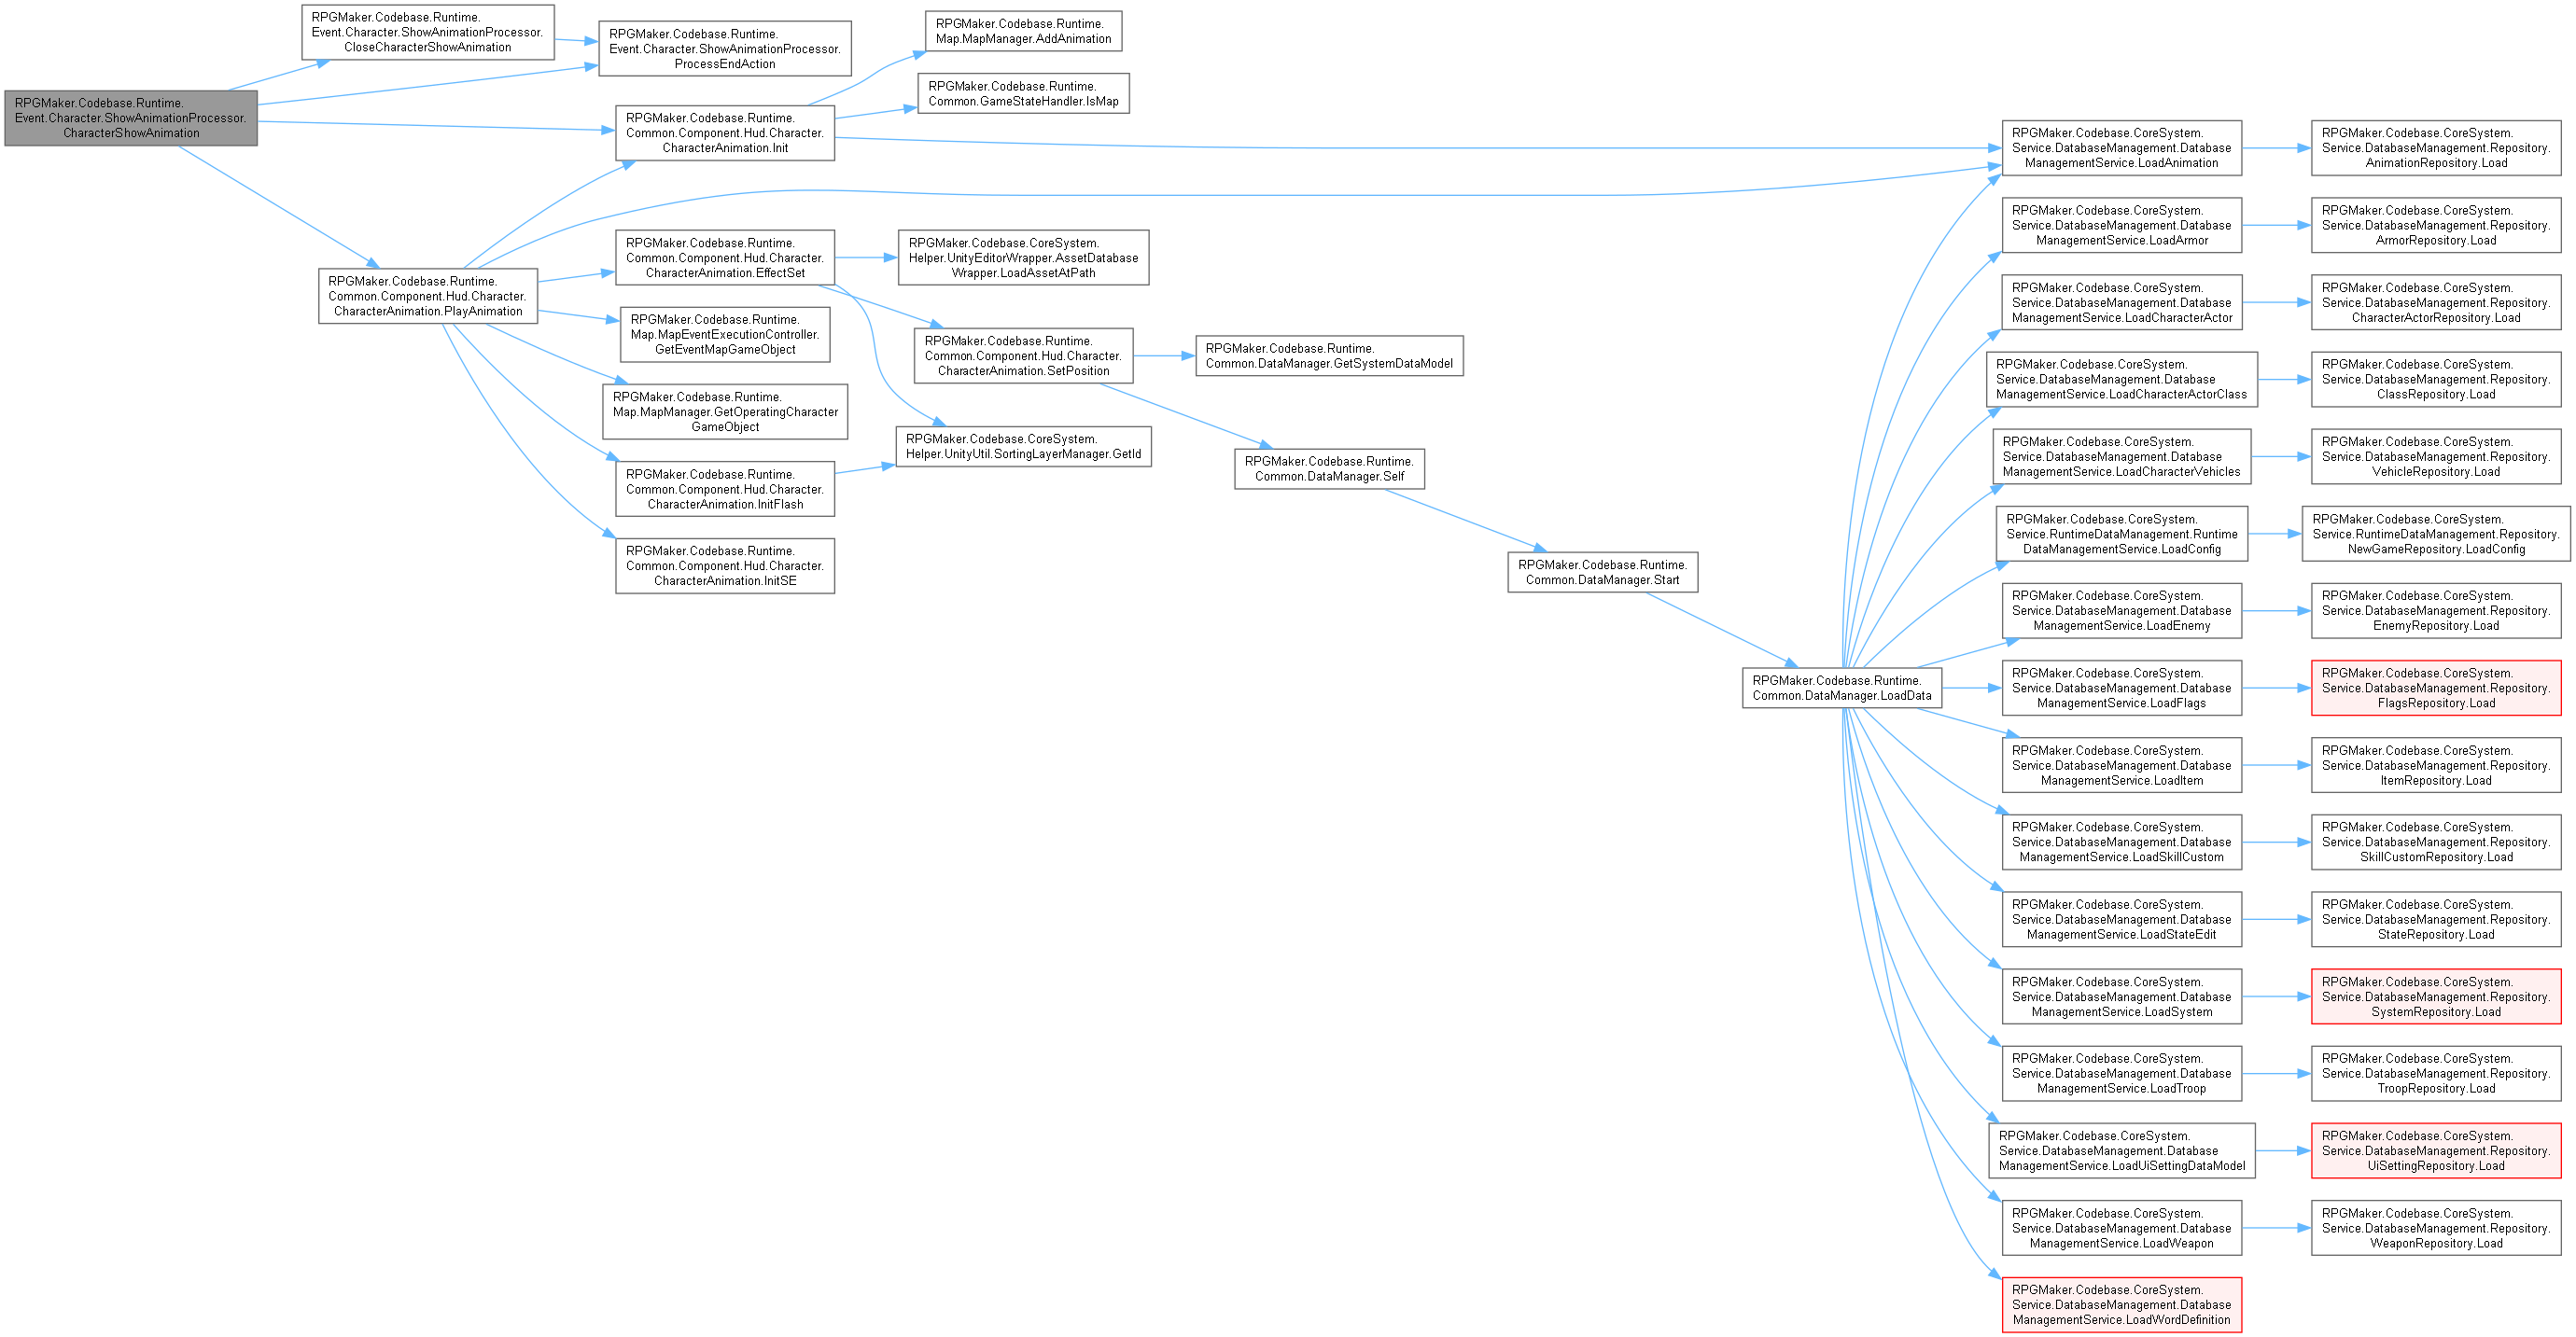 RPGMaker.Codebase.Runtime.
Event.Character.ShowAnimationProcessor.
CharacterShowAnimation
RPGMaker.Codebase.Runtime.
Event.Character.ShowAnimationProcessor.
CloseCharacterShowAnimation
RPGMaker.Codebase.Runtime.
Event.Character.ShowAnimationProcessor.
ProcessEndAction
RPGMaker.Codebase.Runtime.
Common.Component.Hud.Character.
CharacterAnimation.Init
RPGMaker.Codebase.Runtime.
Map.MapManager.AddAnimation
RPGMaker.Codebase.Runtime.
Common.GameStateHandler.IsMap
RPGMaker.Codebase.Runtime.
Common.Component.Hud.Character.
CharacterAnimation.PlayAnimation
RPGMaker.Codebase.Runtime.
Common.Component.Hud.Character.
CharacterAnimation.EffectSet
RPGMaker.Codebase.Runtime.
Map.MapEventExecutionController.
GetEventMapGameObject
RPGMaker.Codebase.Runtime.
Map.MapManager.GetOperatingCharacter
GameObject
RPGMaker.Codebase.Runtime.
Common.Component.Hud.Character.
CharacterAnimation.InitFlash
RPGMaker.Codebase.Runtime.
Common.Component.Hud.Character.
CharacterAnimation.InitSE
RPGMaker.Codebase.CoreSystem.
Helper.UnityEditorWrapper.AssetDatabase
Wrapper.LoadAssetAtPath
RPGMaker.Codebase.Runtime.
Common.Component.Hud.Character.
CharacterAnimation.SetPosition
RPGMaker.Codebase.CoreSystem.
Helper.UnityUtil.SortingLayerManager.GetId
RPGMaker.Codebase.Runtime.
Common.DataManager.GetSystemDataModel
RPGMaker.Codebase.Runtime.
Common.DataManager.Self
RPGMaker.Codebase.Runtime.
Common.DataManager.Start
RPGMaker.Codebase.Runtime.
Common.DataManager.LoadData
RPGMaker.Codebase.CoreSystem.
Service.DatabaseManagement.Database
ManagementService.LoadAnimation
RPGMaker.Codebase.CoreSystem.
Service.DatabaseManagement.Repository.
AnimationRepository.Load
RPGMaker.Codebase.CoreSystem.
Service.DatabaseManagement.Database
ManagementService.LoadArmor
RPGMaker.Codebase.CoreSystem.
Service.DatabaseManagement.Repository.
ArmorRepository.Load
RPGMaker.Codebase.CoreSystem.
Service.DatabaseManagement.Database
ManagementService.LoadCharacterActor
RPGMaker.Codebase.CoreSystem.
Service.DatabaseManagement.Repository.
CharacterActorRepository.Load
RPGMaker.Codebase.CoreSystem.
Service.DatabaseManagement.Database
ManagementService.LoadCharacterActorClass
RPGMaker.Codebase.CoreSystem.
Service.DatabaseManagement.Repository.
ClassRepository.Load
RPGMaker.Codebase.CoreSystem.
Service.DatabaseManagement.Database
ManagementService.LoadCharacterVehicles
RPGMaker.Codebase.CoreSystem.
Service.DatabaseManagement.Repository.
VehicleRepository.Load
RPGMaker.Codebase.CoreSystem.
Service.RuntimeDataManagement.Runtime
DataManagementService.LoadConfig
RPGMaker.Codebase.CoreSystem.
Service.RuntimeDataManagement.Repository.
NewGameRepository.LoadConfig
RPGMaker.Codebase.CoreSystem.
Service.DatabaseManagement.Database
ManagementService.LoadEnemy
RPGMaker.Codebase.CoreSystem.
Service.DatabaseManagement.Repository.
EnemyRepository.Load
RPGMaker.Codebase.CoreSystem.
Service.DatabaseManagement.Database
ManagementService.LoadFlags
RPGMaker.Codebase.CoreSystem.
Service.DatabaseManagement.Repository.
FlagsRepository.Load
RPGMaker.Codebase.CoreSystem.
Service.DatabaseManagement.Database
ManagementService.LoadItem
RPGMaker.Codebase.CoreSystem.
Service.DatabaseManagement.Repository.
ItemRepository.Load
RPGMaker.Codebase.CoreSystem.
Service.DatabaseManagement.Database
ManagementService.LoadSkillCustom
RPGMaker.Codebase.CoreSystem.
Service.DatabaseManagement.Repository.
SkillCustomRepository.Load
RPGMaker.Codebase.CoreSystem.
Service.DatabaseManagement.Database
ManagementService.LoadStateEdit
RPGMaker.Codebase.CoreSystem.
Service.DatabaseManagement.Repository.
StateRepository.Load
RPGMaker.Codebase.CoreSystem.
Service.DatabaseManagement.Database
ManagementService.LoadSystem
RPGMaker.Codebase.CoreSystem.
Service.DatabaseManagement.Repository.
SystemRepository.Load
RPGMaker.Codebase.CoreSystem.
Service.DatabaseManagement.Database
ManagementService.LoadTroop
RPGMaker.Codebase.CoreSystem.
Service.DatabaseManagement.Repository.
TroopRepository.Load
RPGMaker.Codebase.CoreSystem.
Service.DatabaseManagement.Database
ManagementService.LoadUiSettingDataModel
RPGMaker.Codebase.CoreSystem.
Service.DatabaseManagement.Repository.
UiSettingRepository.Load
RPGMaker.Codebase.CoreSystem.
Service.DatabaseManagement.Database
ManagementService.LoadWeapon
RPGMaker.Codebase.CoreSystem.
Service.DatabaseManagement.Repository.
WeaponRepository.Load
RPGMaker.Codebase.CoreSystem.
Service.DatabaseManagement.Database
ManagementService.LoadWordDefinition